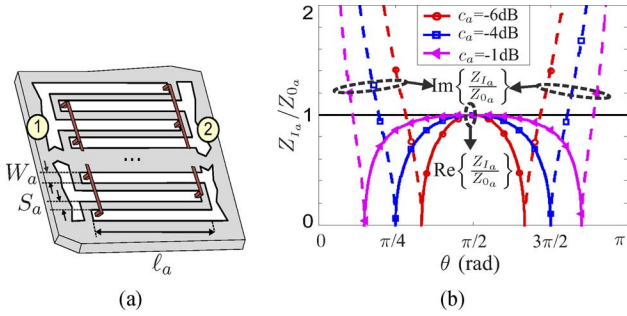 (a)
1
2
...
W_a
S_a
ℓ_a
(b)
c_a=-6dB
c_a=-4dB
c_a=-1dB
Im{Z_{I_a}/Z_{0_a}}
Re{Z_{I_a}/Z_{0_a}}
Z_{I_a}/Z_{0_a}
2
1
0
0 π/4 π/2 3π/2 π
θ (rad)
(a) (b)